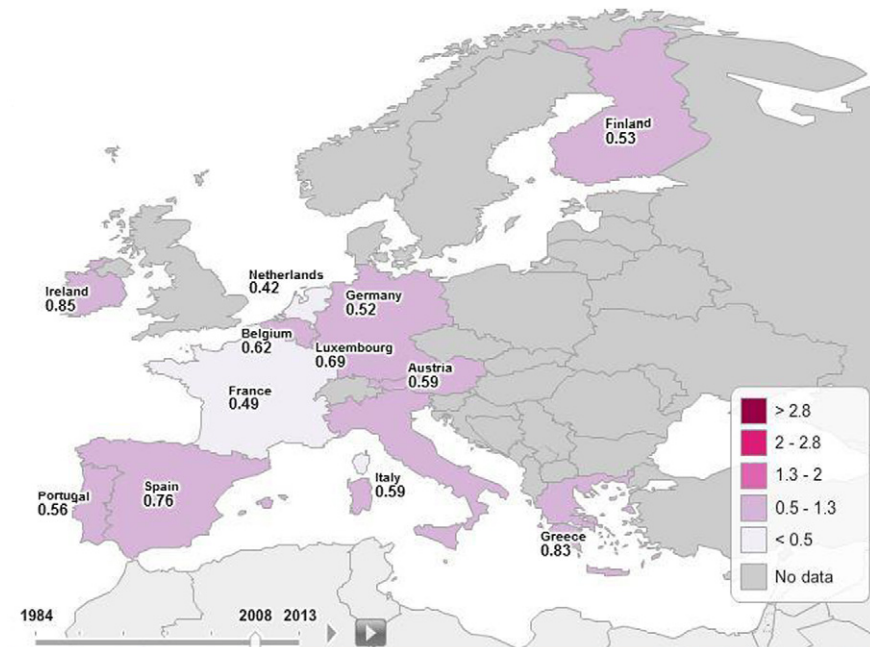 Finland
0.53
Netherlands
0.42
Ireland
0.85
Germany
0.52
Belgium
0.62
Luxembourg
0.69
Austria
0.59
France
0.49
Italy
0.59
Portugal
0.56
Spain
0.76
Greece
0.83
> 2.8
2 - 2.8
1.3 - 2
0.5 - 1.3
< 0.5
No data
1984 2008 2013